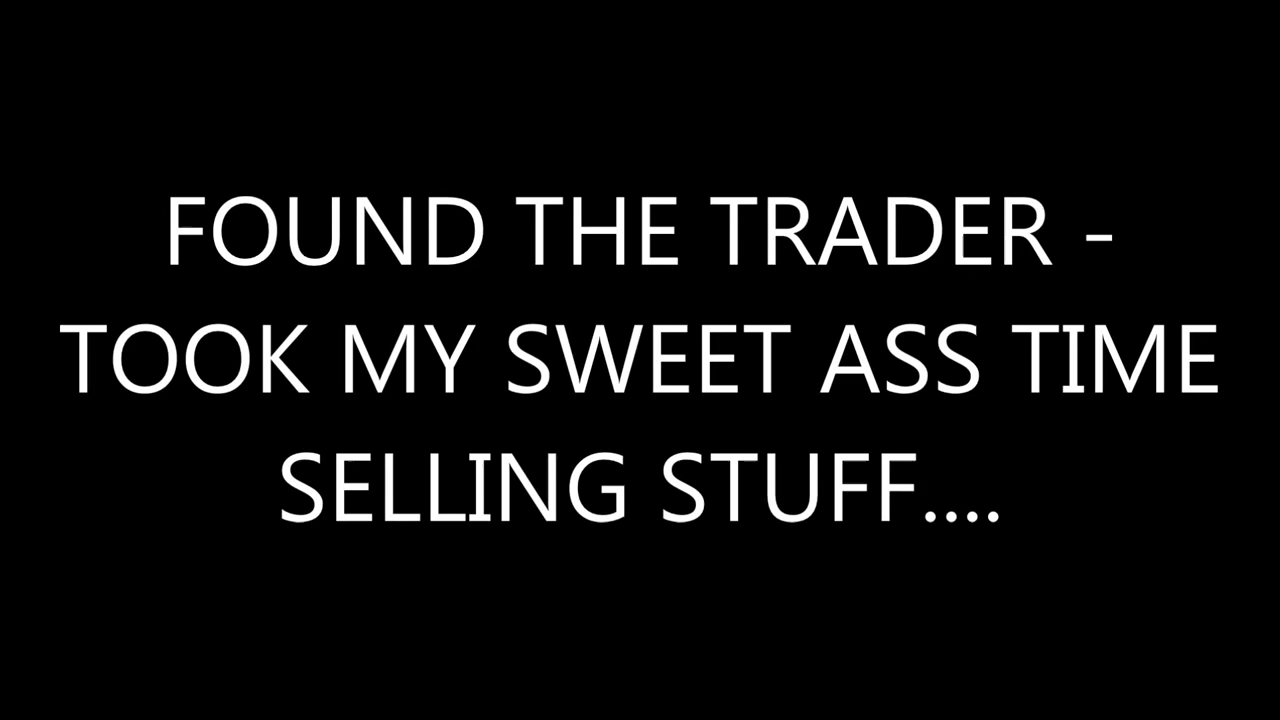 FOUND THE TRADER -
TOOK MY SWEET ASS TIME
SELLING STUFF....